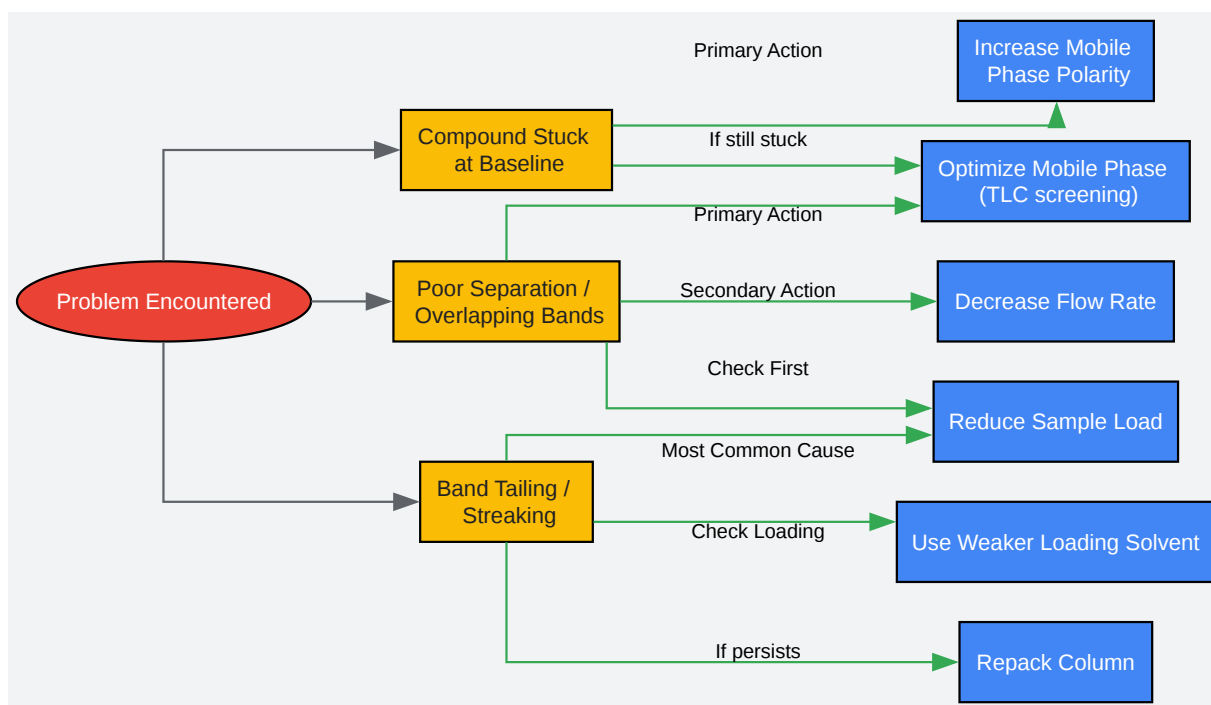 Primary Action
Increase Mobile
Phase Polarity
Compound Stuck
at Baseline
If still stuck
Optimize Mobile Phase
(TLC screening)
Primary Action
Problem Encountered
Poor Separation /
Overlapping Bands
Secondary Action
Decrease Flow Rate
Check First
Reduce Sample Load
Most Common Cause
Band Tailing /
Streaking
Check Loading
Use Weaker Loading Solvent
If persists
Repack Column